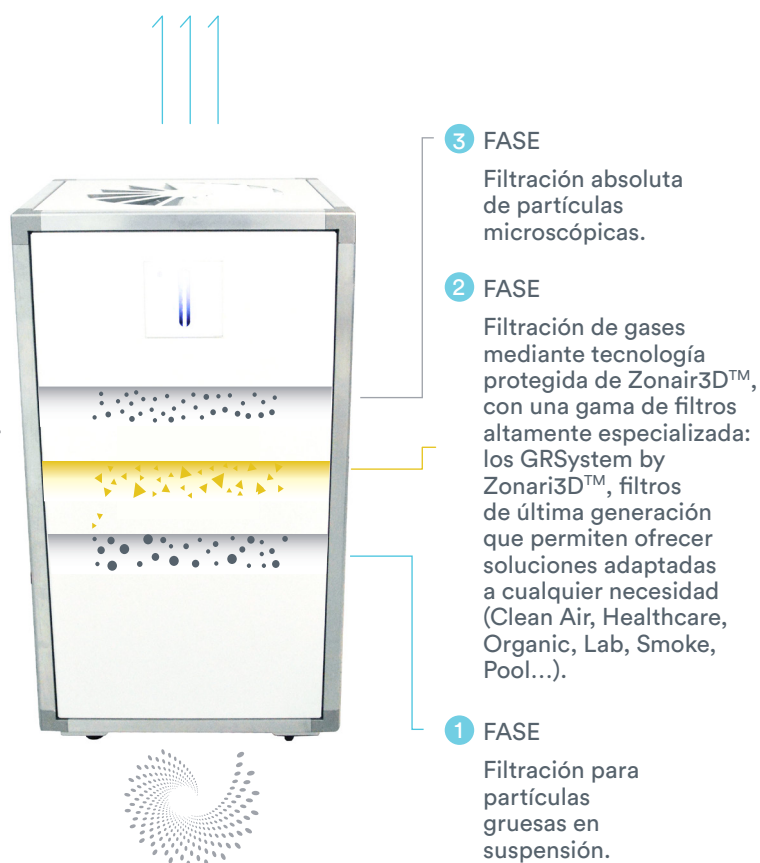 3 FASE
Filtración absoluta
de partículas
microscópicas.
2 FASE
Filtración de gases
mediante tecnología
protegida de Zonair3D™,
con una gama de filtros
altamente especializada:
los GRSystem by
Zonari3D™, filtros
de última generación
que permiten ofrecer
soluciones adaptadas
a cualquier necesidad
(Clean Air, Healthcare,
Organic, Lab, Smoke,
Pool...).
1 FASE
Filtración para
partículas
gruesas en
suspensión.